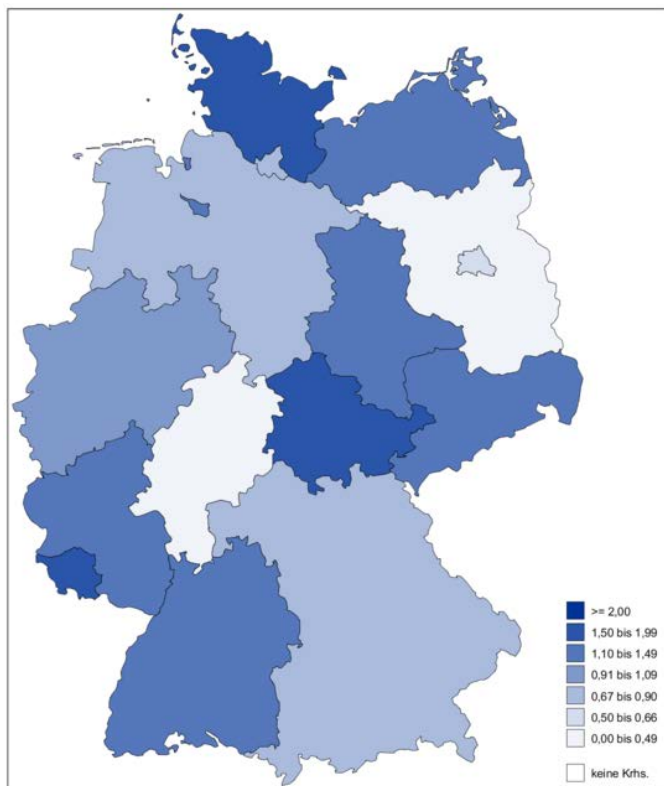 >= 2,00
1,50 bis 1,99
1,10 bis 1,49
0,91 bis 1,09
0,67 bis 0,90
0,50 bis 0,66
0,00 bis 0,49
keine Krhs.